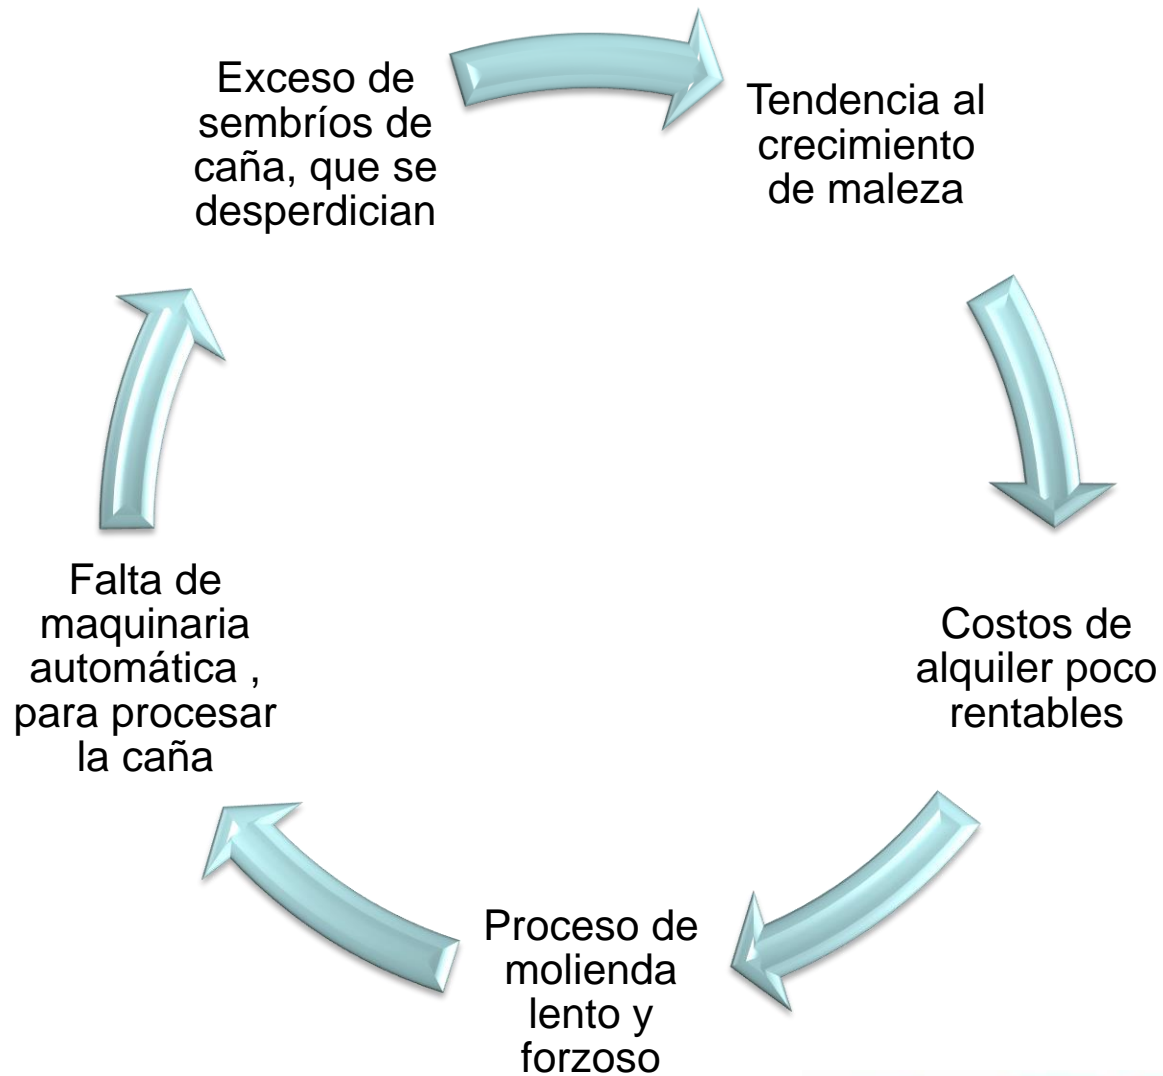 Exceso de
sembríos de
caña, que se
desperdician
Tendencia al
crecimiento
de maleza
Costos de
alquiler poco
rentables
Proceso de
molienda
lento y
forzoso
Falta de
maquinaria
automática ,
para procesar
la caña